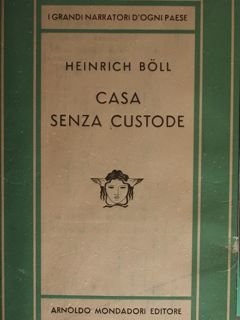 I GRANDI NARRATORI D'OGNI PAESE
HEINRICH BÖLL
CASA
SENZA CUSTODE
ARNOLDO MONDADORI EDITORE